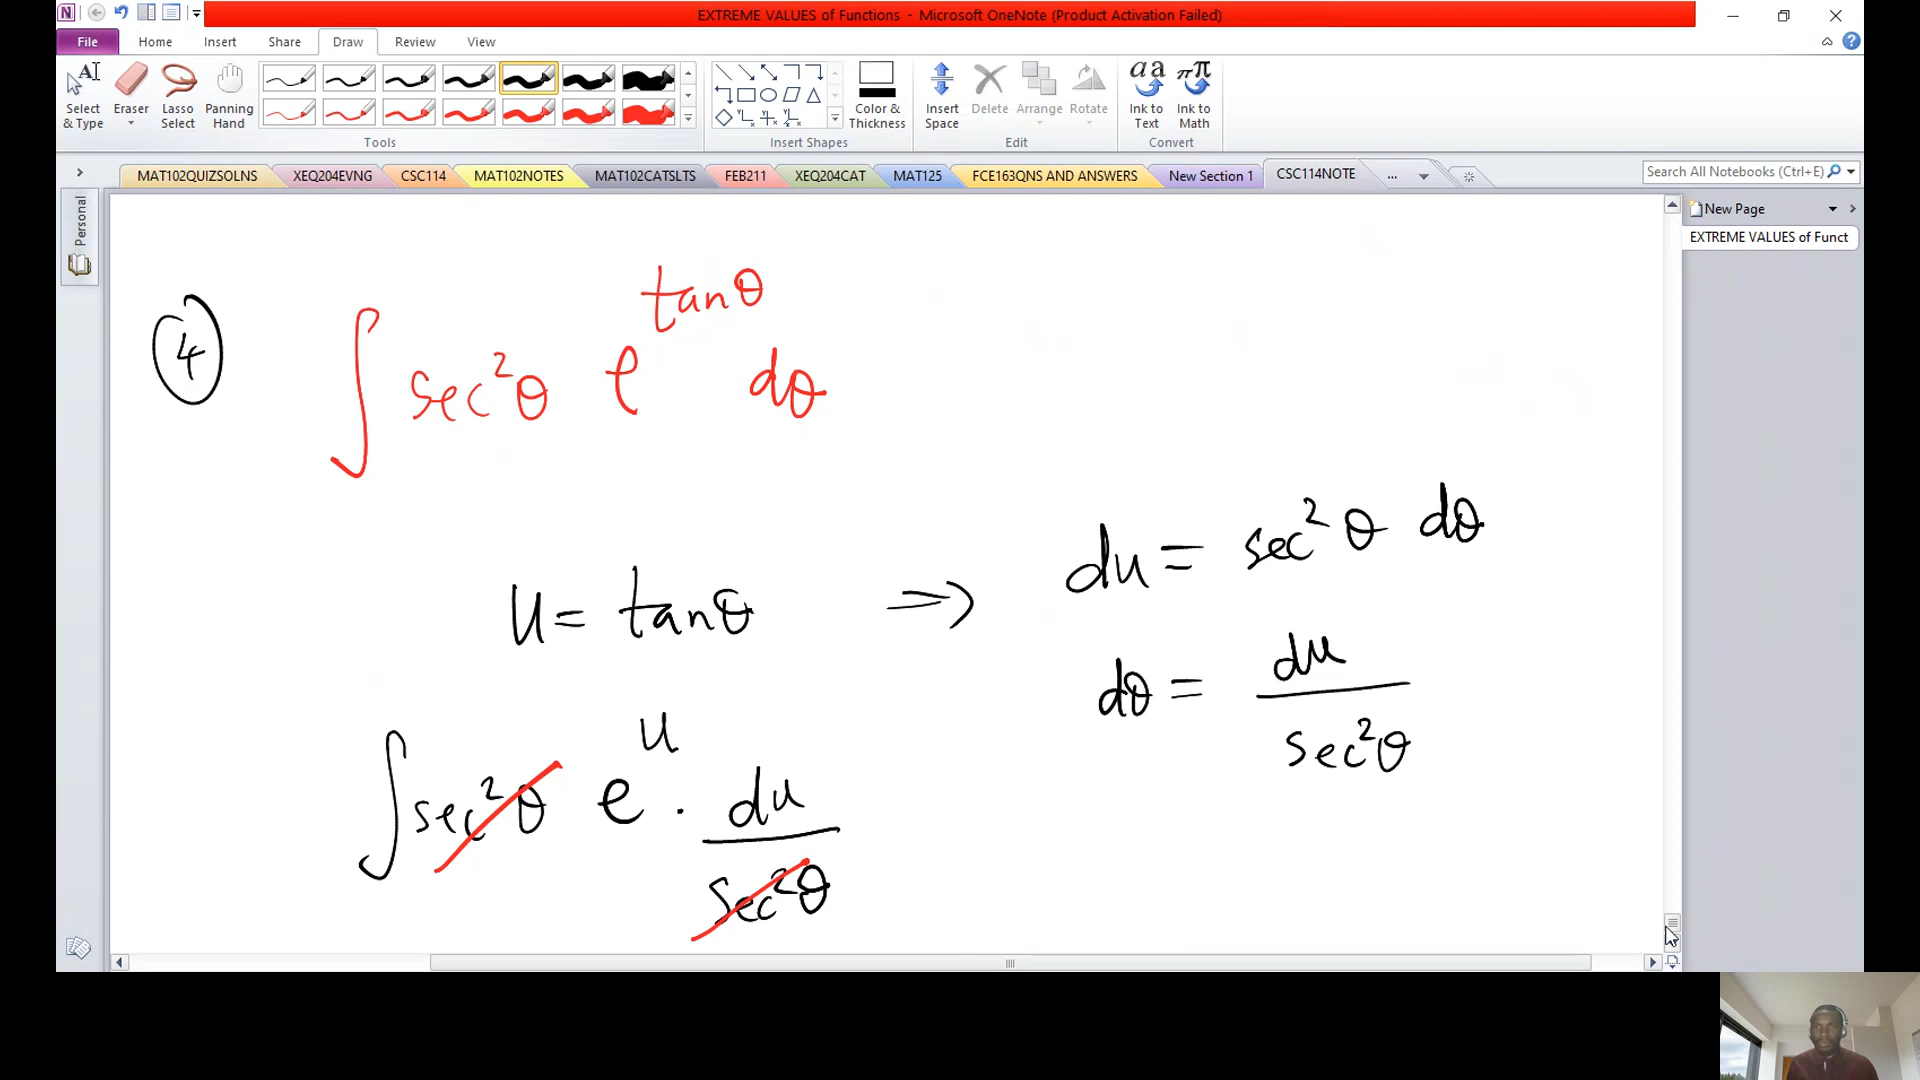 EXTREME VALUES of Functions - Microsoft OneNote (Product Activation Failed)
File Home Insert Share Draw Review View
Select & Type
Eraser
Lasso Select
Panning Hand
Tools
Insert Shapes
Color & Thickness
Insert Space
Delete
Arrange
Rotate
Edit
Ink to Text
Ink to Math
Convert
MAT102QUIZSOLNS XEQ204EVNG CSC114 MAT102NOTES MAT102CATSLTS FEB211 XEQ204CAT MAT125 FCE163QNS AND ANSWERS New Section 1 CSC114NOTE ...
Search All Notebooks (Ctrl+E)
Personal
New Page
EXTREME VALUES of Funct
④ ∫ sec²θ e^tanθ dθ
u = tanθ ⇒ du = sec²θ dθ
dθ = du / sec²θ
∫ sec²θ e^u · du / sec²θ